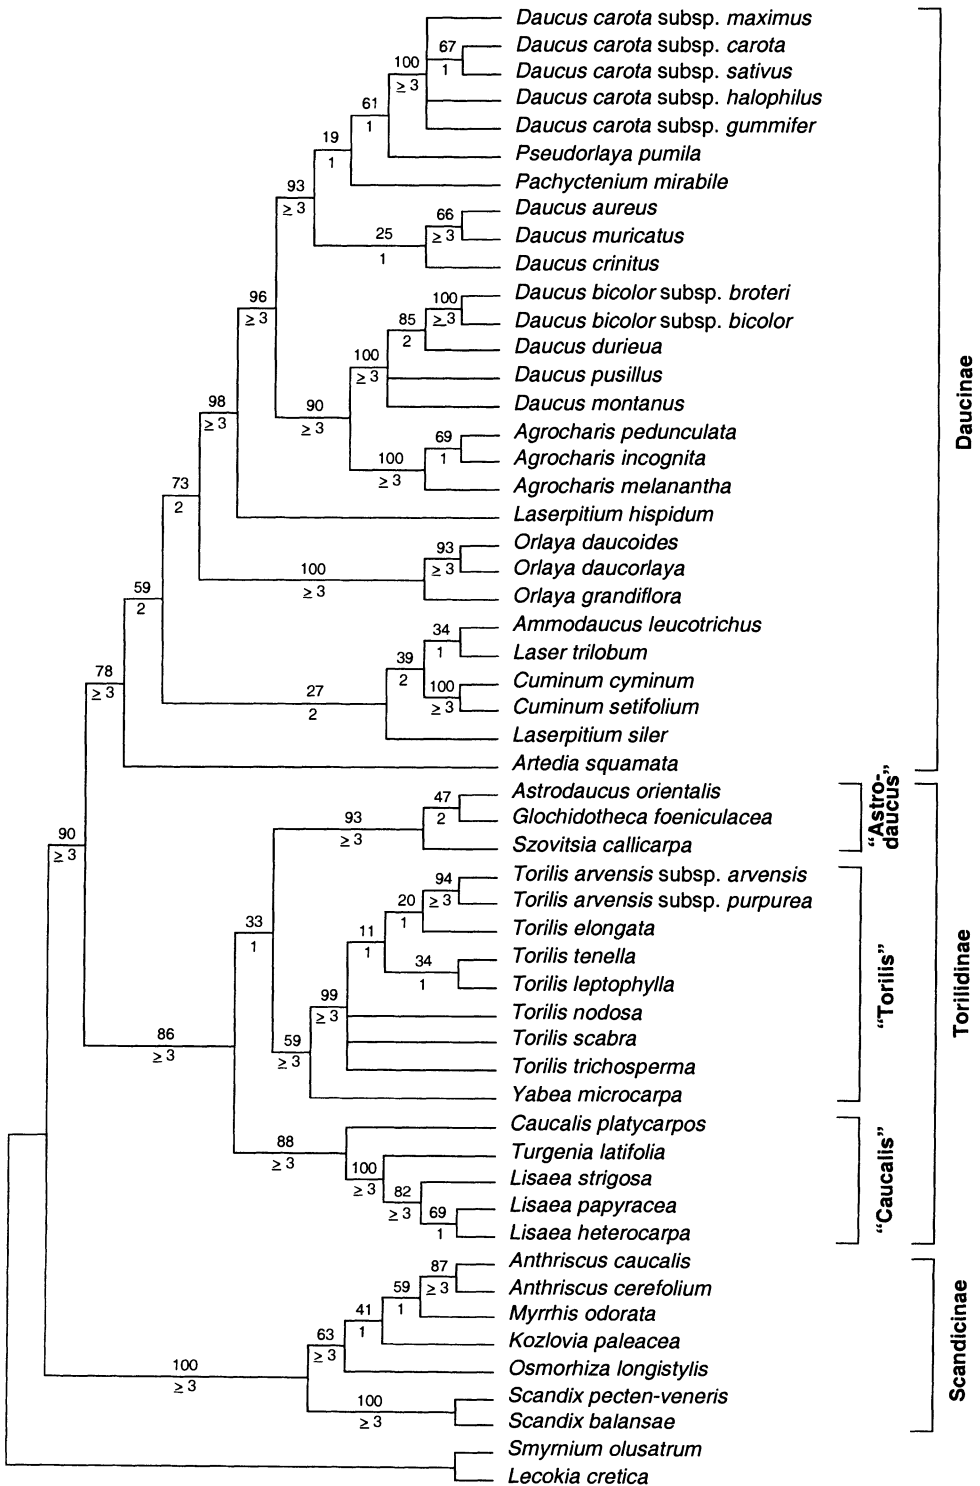 Daucus carota subsp. maximus
67
Daucus carota subsp. carota
100
1
Daucus carota subsp. sativus
≥ 3
Daucus carota subsp. halophilus
61
1
Daucus carota subsp. gummifer
19
1
Pseudorlaya pumila
Pachyctenium mirabile
93
≥ 3
Daucus aureus
66
≥ 3
Daucus muricatus
25
1
Daucus crinitus
Daucus bicolor subsp. broteri
96
≥ 3
100
≥ 3
Daucus bicolor subsp. bicolor
85
2
Daucus durieua
100
≥ 3
Daucus pusillus
Daucus montanus
98
≥ 3
90
≥ 3
Agrocharis pedunculata
69
1
Agrocharis incognita
100
≥ 3
Agrocharis melanantha
73
2
Laserpitium hispidum
Orlaya daucoides
93
≥ 3
Orlaya daucorlaya
100
≥ 3
Orlaya grandiflora
59
2
Ammodaucus leucotrichus
34
1
Laser trilobum
39
2
Cuminum cyminum
100
≥ 3
Cuminum setifolium
27
2
Laserpitium siler
78
≥ 3
Artedia squamata
Daucinae
Astrodaucus orientalis
47
2
Glochidotheca foeniculacea
93
≥ 3
Szovitsia callicarpa
"Astro-
daucus"
90
≥ 3
Torilis arvensis subsp. arvensis
94
≥ 3
Torilis arvensis subsp. purpurea
20
1
Torilis elongata
33
1
11
1
Torilis tenella
34
1
Torilis leptophylla
99
≥ 3
Torilis nodosa
Torilis scabra
86
≥ 3
59
≥ 3
Torilis trichosperma
Yabea microcarpa
"Torilis"
Torilidinae
Caucalis platycarpos
88
≥ 3
Turgenia latifolia
100
≥ 3
Lisaea strigosa
82
≥ 3
Lisaea papyracea
69
1
Lisaea heterocarpa
"Caucalis"
Anthriscus caucalis
87
≥ 3
Anthriscus cerefolium
59
1
Myrrhis odorata
41
1
Kozlovia paleacea
63
≥ 3
Osmorhiza longistylis
100
≥ 3
Scandix pecten-veneris
100
≥ 3
Scandix balansae
Scandicinae
Smyrnium olusatrum
Lecokia cretica